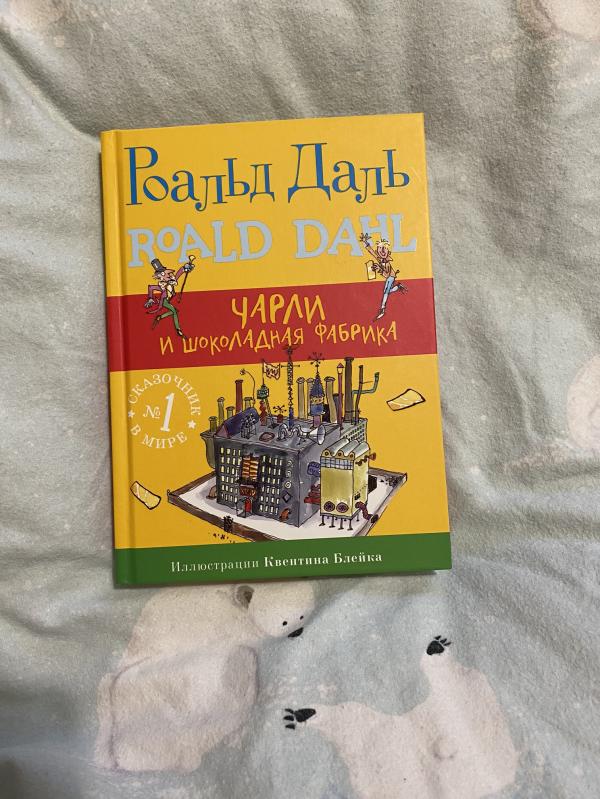 Роальд Даль
ROALD DAHL
ЧАРЛИ
И ШОКОЛАДНАЯ ФАБРИКА
СКАЗОЧНИК
№1
В МИРЕ
Иллюстрации Квентина Блейка